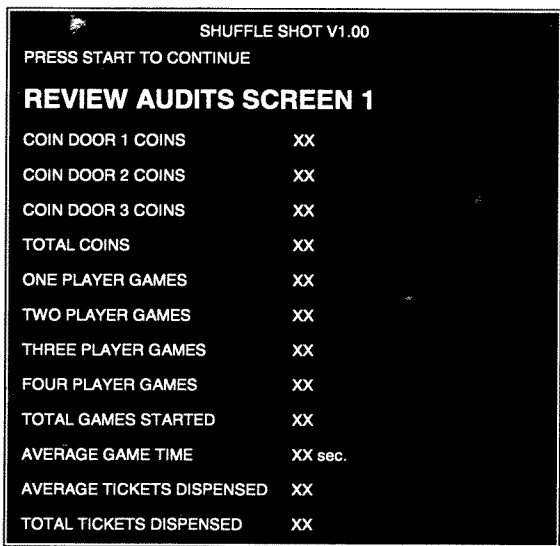 SHUFFLE SHOT V1.00
PRESS START TO CONTINUE
REVIEW AUDITS SCREEN 1
COIN DOOR 1 COINS XX
COIN DOOR 2 COINS XX
COIN DOOR 3 COINS XX
TOTAL COINS XX
ONE PLAYER GAMES XX
TWO PLAYER GAMES XX
THREE PLAYER GAMES XX
FOUR PLAYER GAMES XX
TOTAL GAMES STARTED XX
AVERAGE GAME TIME XX sec.
AVERAGE TICKETS DISPENSED XX
TOTAL TICKETS DISPENSED XX